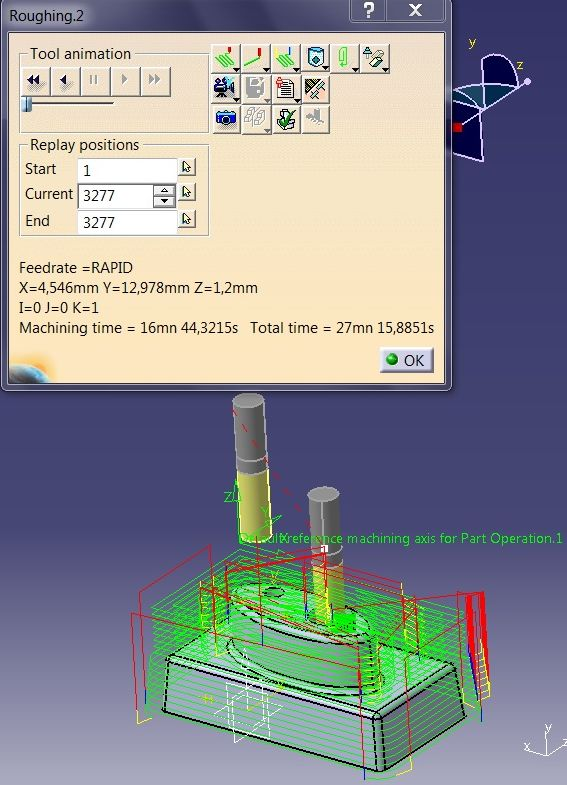 Roughing.2
?
y
z
Tool animation
Replay positions
Start 1
Current 3277
End 3277
Feedrate =RAPID
X=4,546mm Y=12,978mm Z=1,2mm
I=0 J=0 K=1
Machining time = 16mn 44,3215s Total time = 27mn 15,8851s
OK
Z
reference machining axis for Part Operation.1
y
x
z